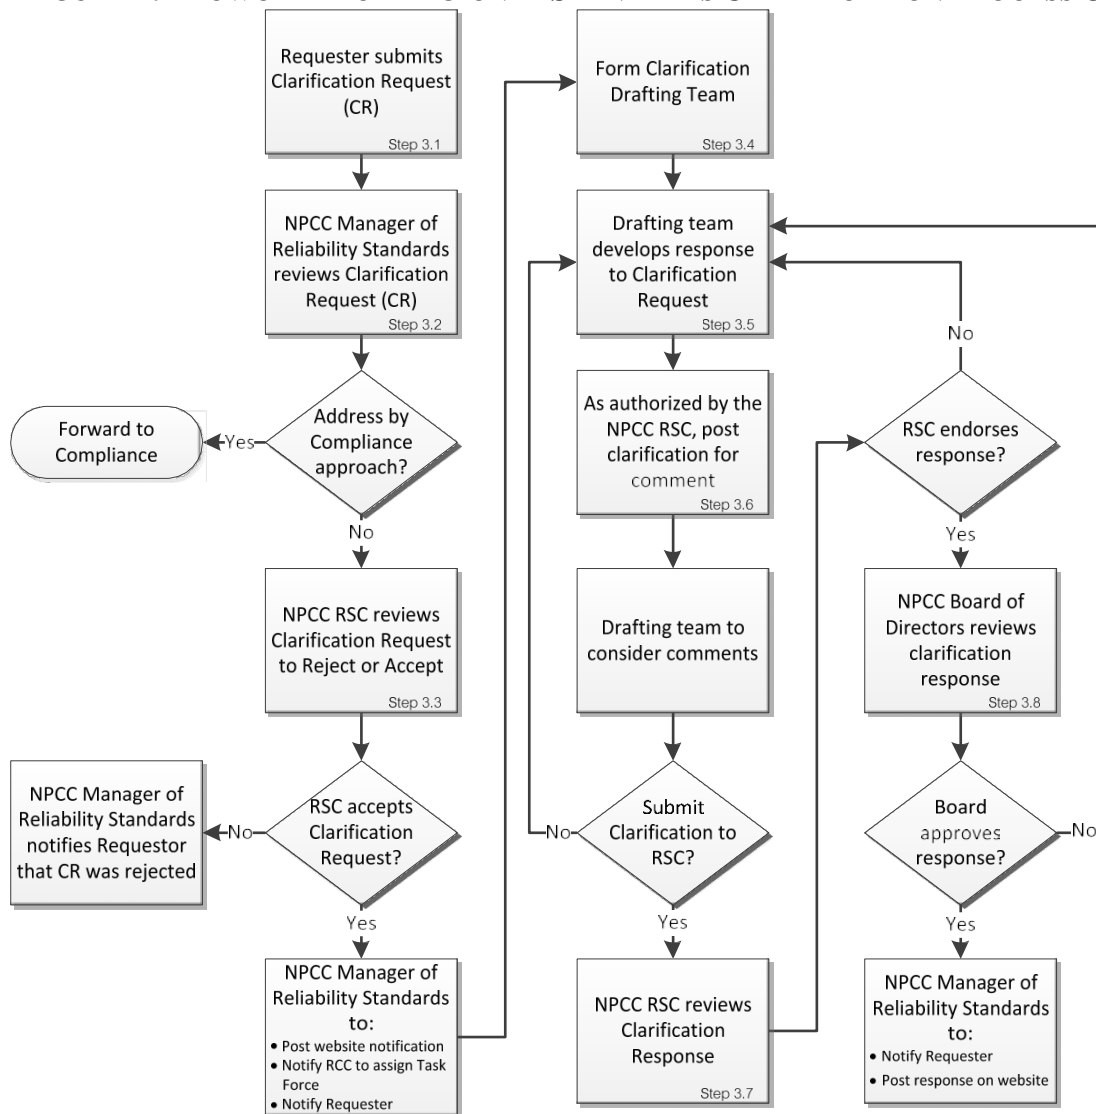 Requester submits
Clarification Request
(CR)
Step 3.1
NPCC Manager of
Reliability Standards
reviews Clarification
Request (CR)
Step 3.2
Address by
Compliance
approach?
Yes
Forward to
Compliance
No
NPCC RSC reviews
Clarification Request
to Reject or Accept
Step 3.3
RSC accepts
Clarification
Request?
No
NPCC Manager of
Reliability Standards
notifies Requestor
that CR was rejected
Yes
NPCC Manager of
Reliability Standards
to:
• Post website notification
• Notify RCC to assign Task
Force
• Notify Requester
Form Clarification
Drafting Team
Step 3.4
Drafting team
develops response
to Clarification
Request
Step 3.5
As authorized by the
NPCC RSC, post
clarification for
comment
Step 3.6
Drafting team to
consider comments
Submit
Clarification to
RSC?
No
Yes
NPCC RSC reviews
Clarification
Response
Step 3.7
RSC endorses
response?
No
Yes
NPCC Board of
Directors reviews
clarification
response
Step 3.8
Board
approves
response?
No
Yes
NPCC Manager of
Reliability Standards
to:
• Notify Requester
• Post response on website